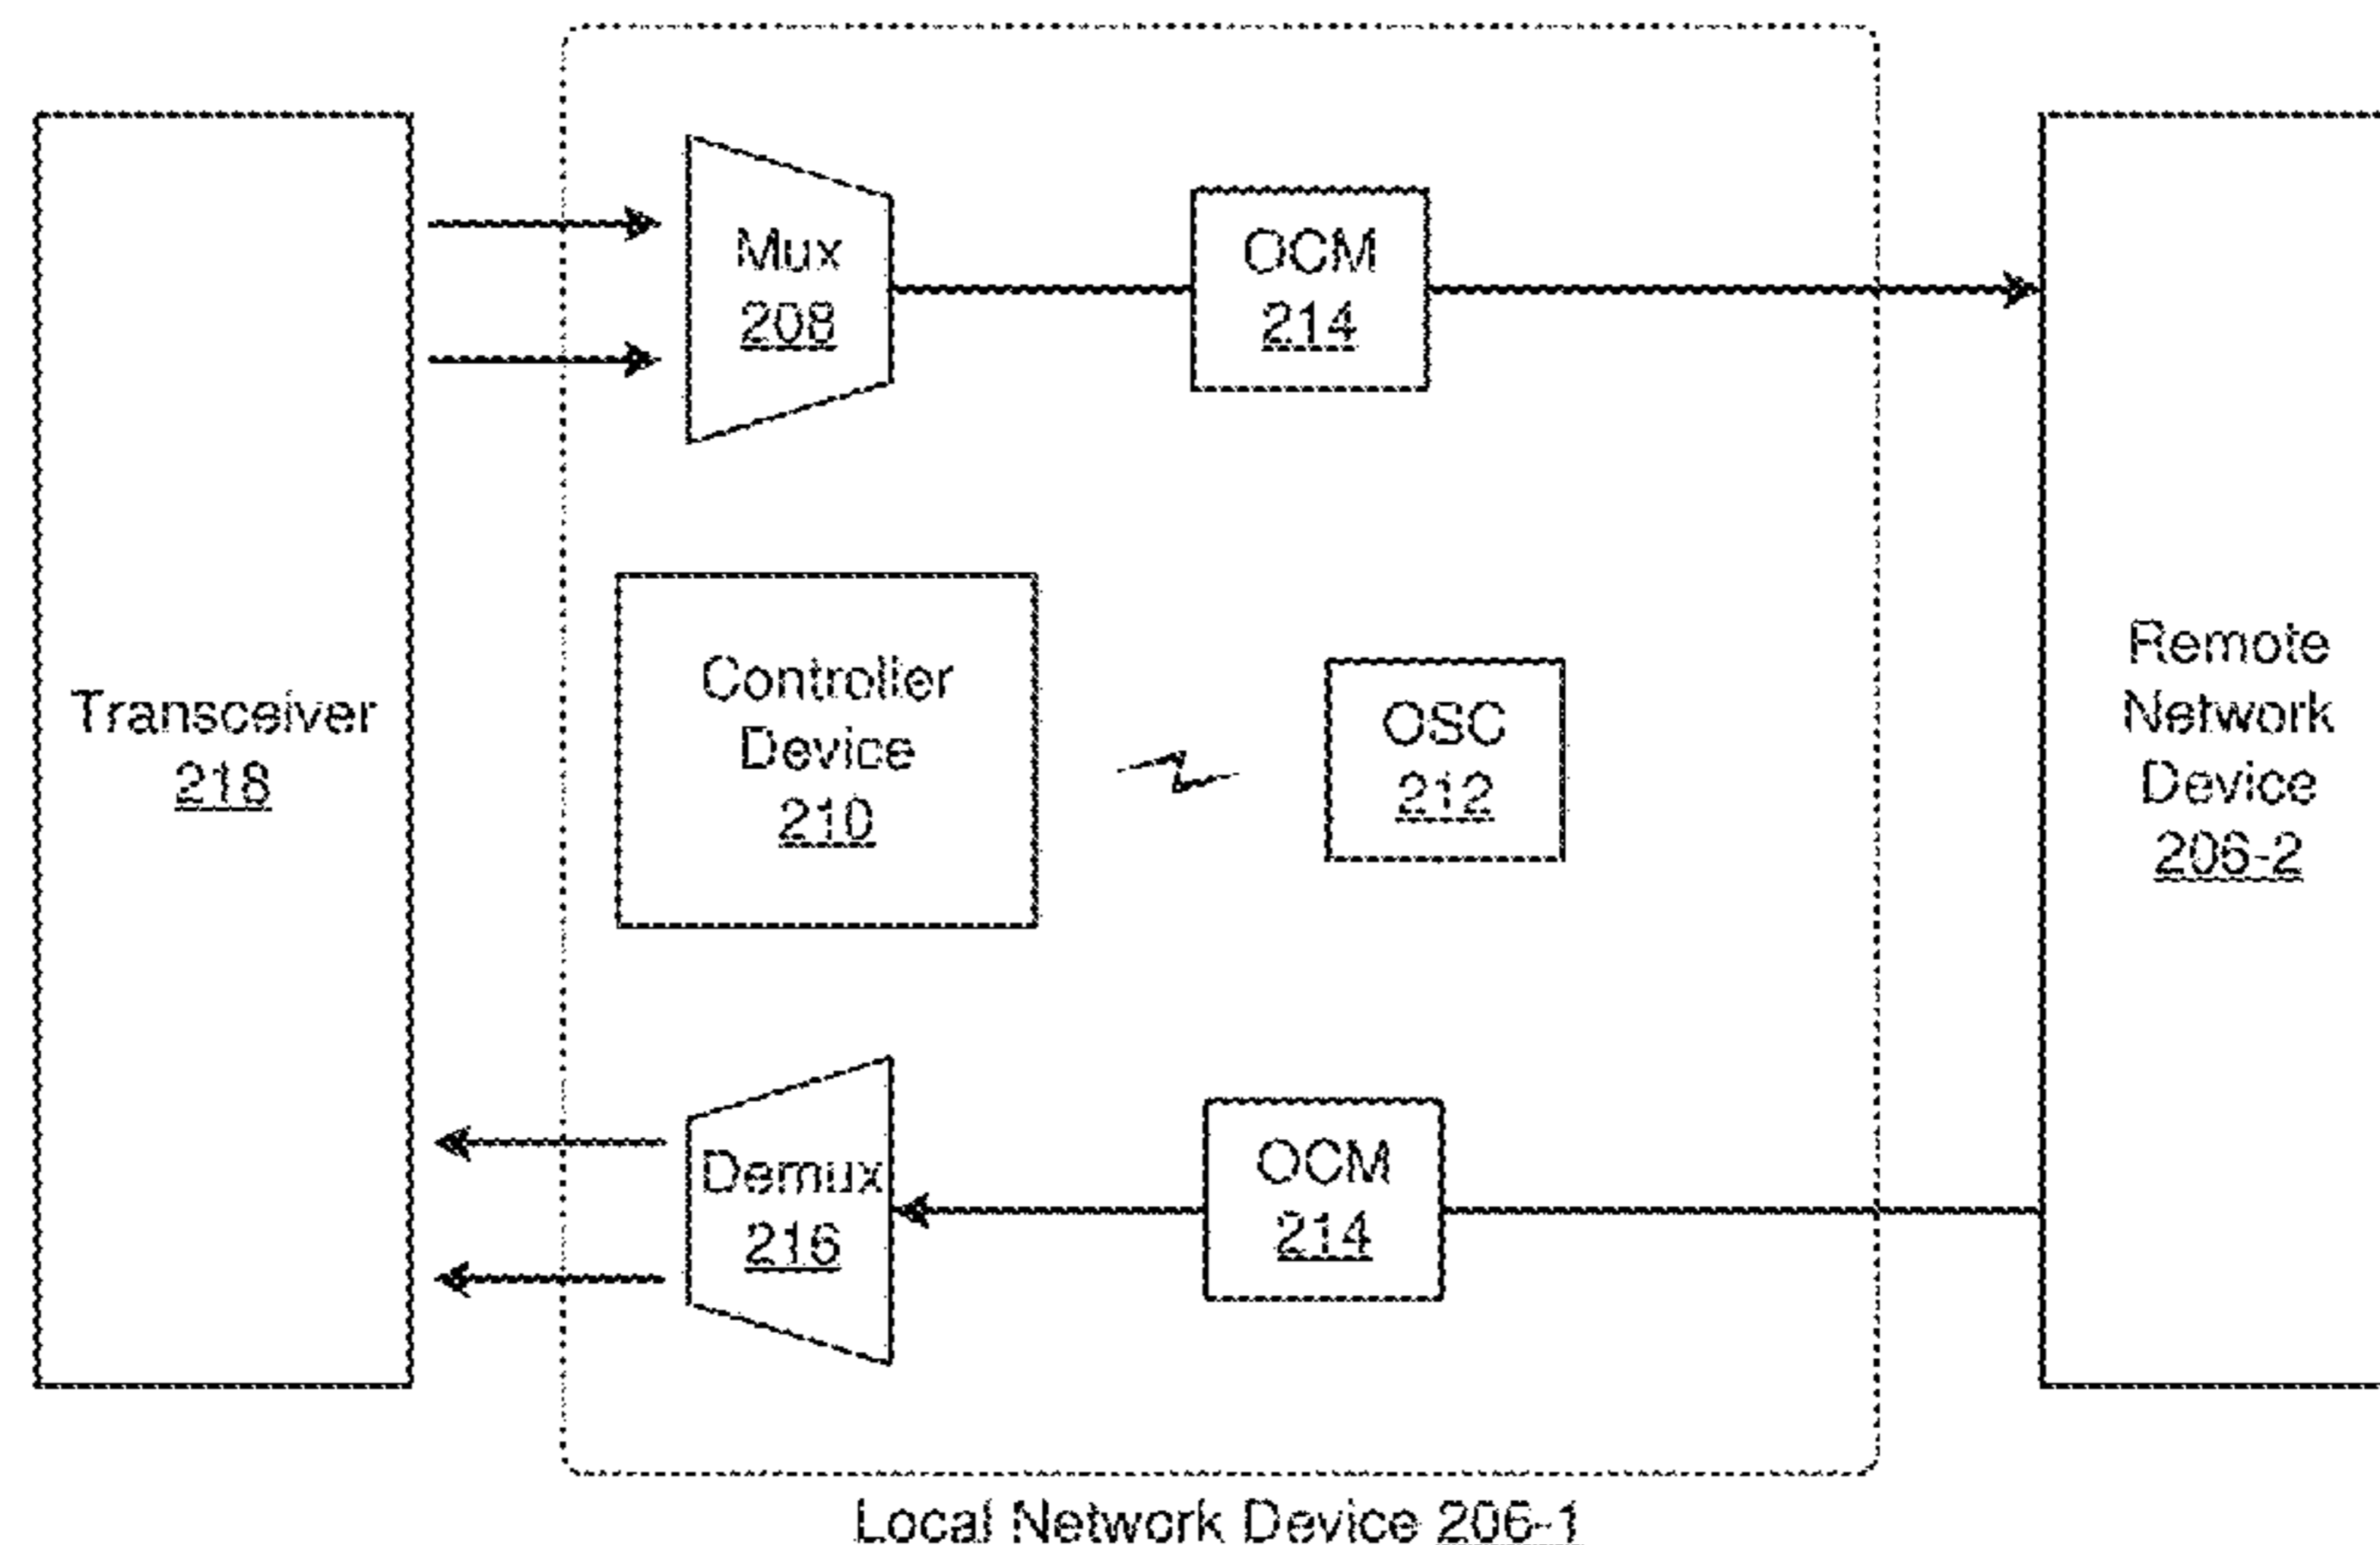 Mux
208
OCM
214
Transceiver
218
Controller
Device
210
OSC
212
Remote
Network
Device
206-2
Demux
216
OCM
214
Local Network Device 206-1